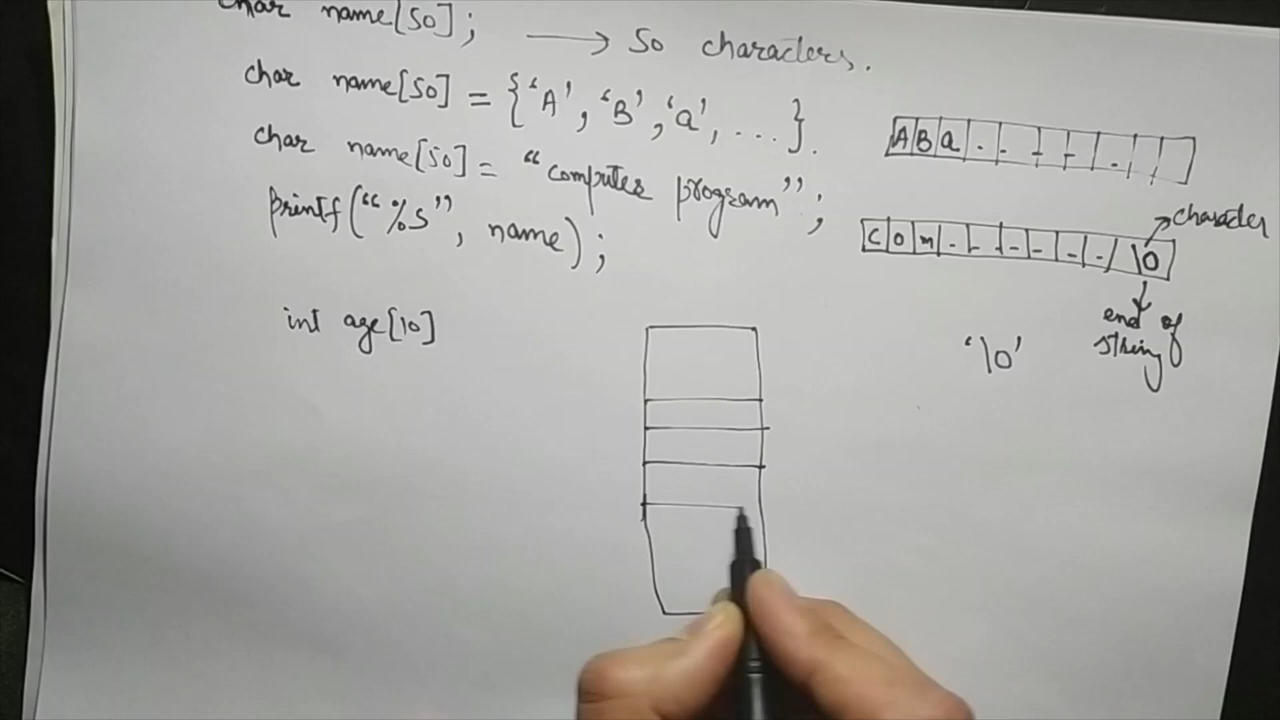 char name[50]; → 50 characters.
char name[50] = {'A', 'B', 'a', ...}.
A B a . . - - .
char name[50] = "computer program";
printf("%s", name);
character
c o m - - - - - - - \0
end of
string
int age[10]
'\0'